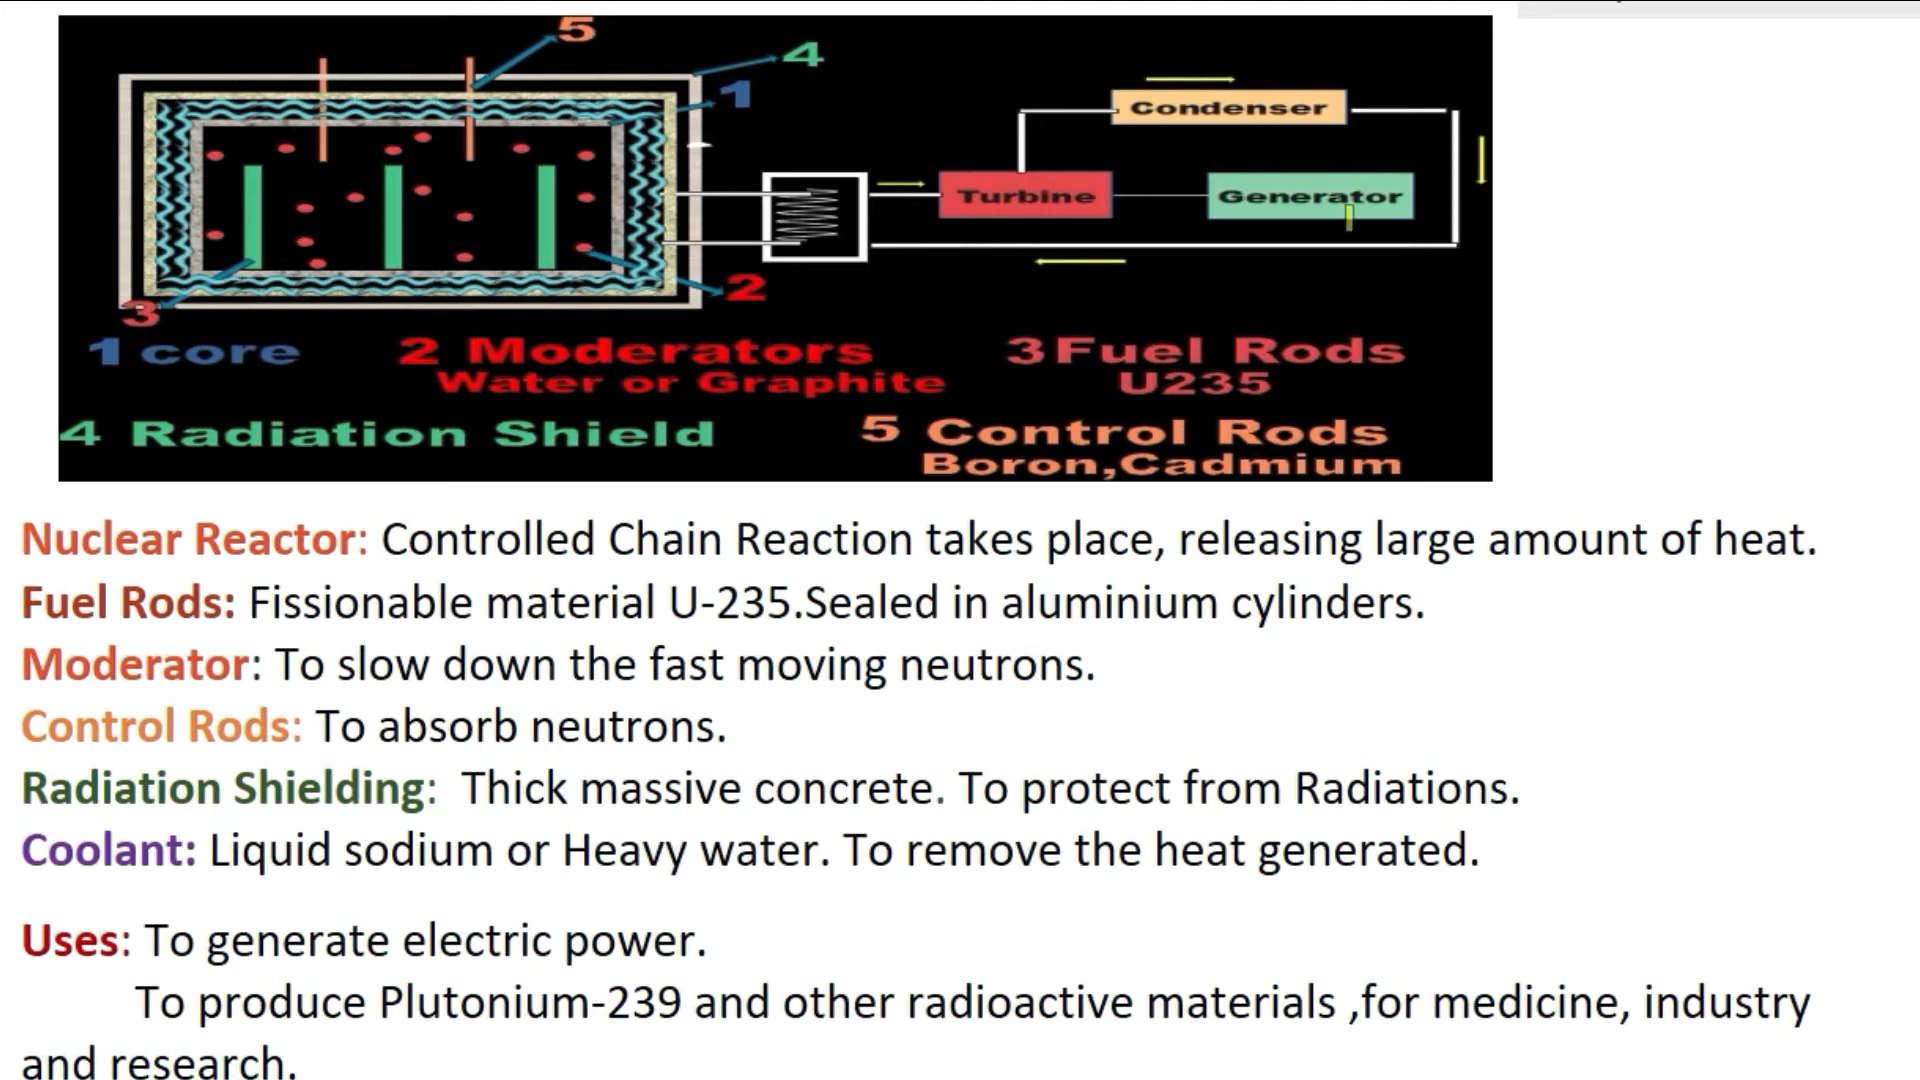 5
4
1
Condenser
Turbine
Generator
2
3
1 core
2 Moderators
Water or Graphite
3 Fuel Rods
U235
4 Radiation Shield
5 Control Rods
Boron,Cadmium
Nuclear Reactor: Controlled Chain Reaction takes place, releasing large amount of heat.
Fuel Rods: Fissionable material U-235.Sealed in aluminium cylinders.
Moderator: To slow down the fast moving neutrons.
Control Rods: To absorb neutrons.
Radiation Shielding: Thick massive concrete. To protect from Radiations.
Coolant: Liquid sodium or Heavy water. To remove the heat generated.
Uses: To generate electric power.
To produce Plutonium-239 and other radioactive materials ,for medicine, industry
and research.